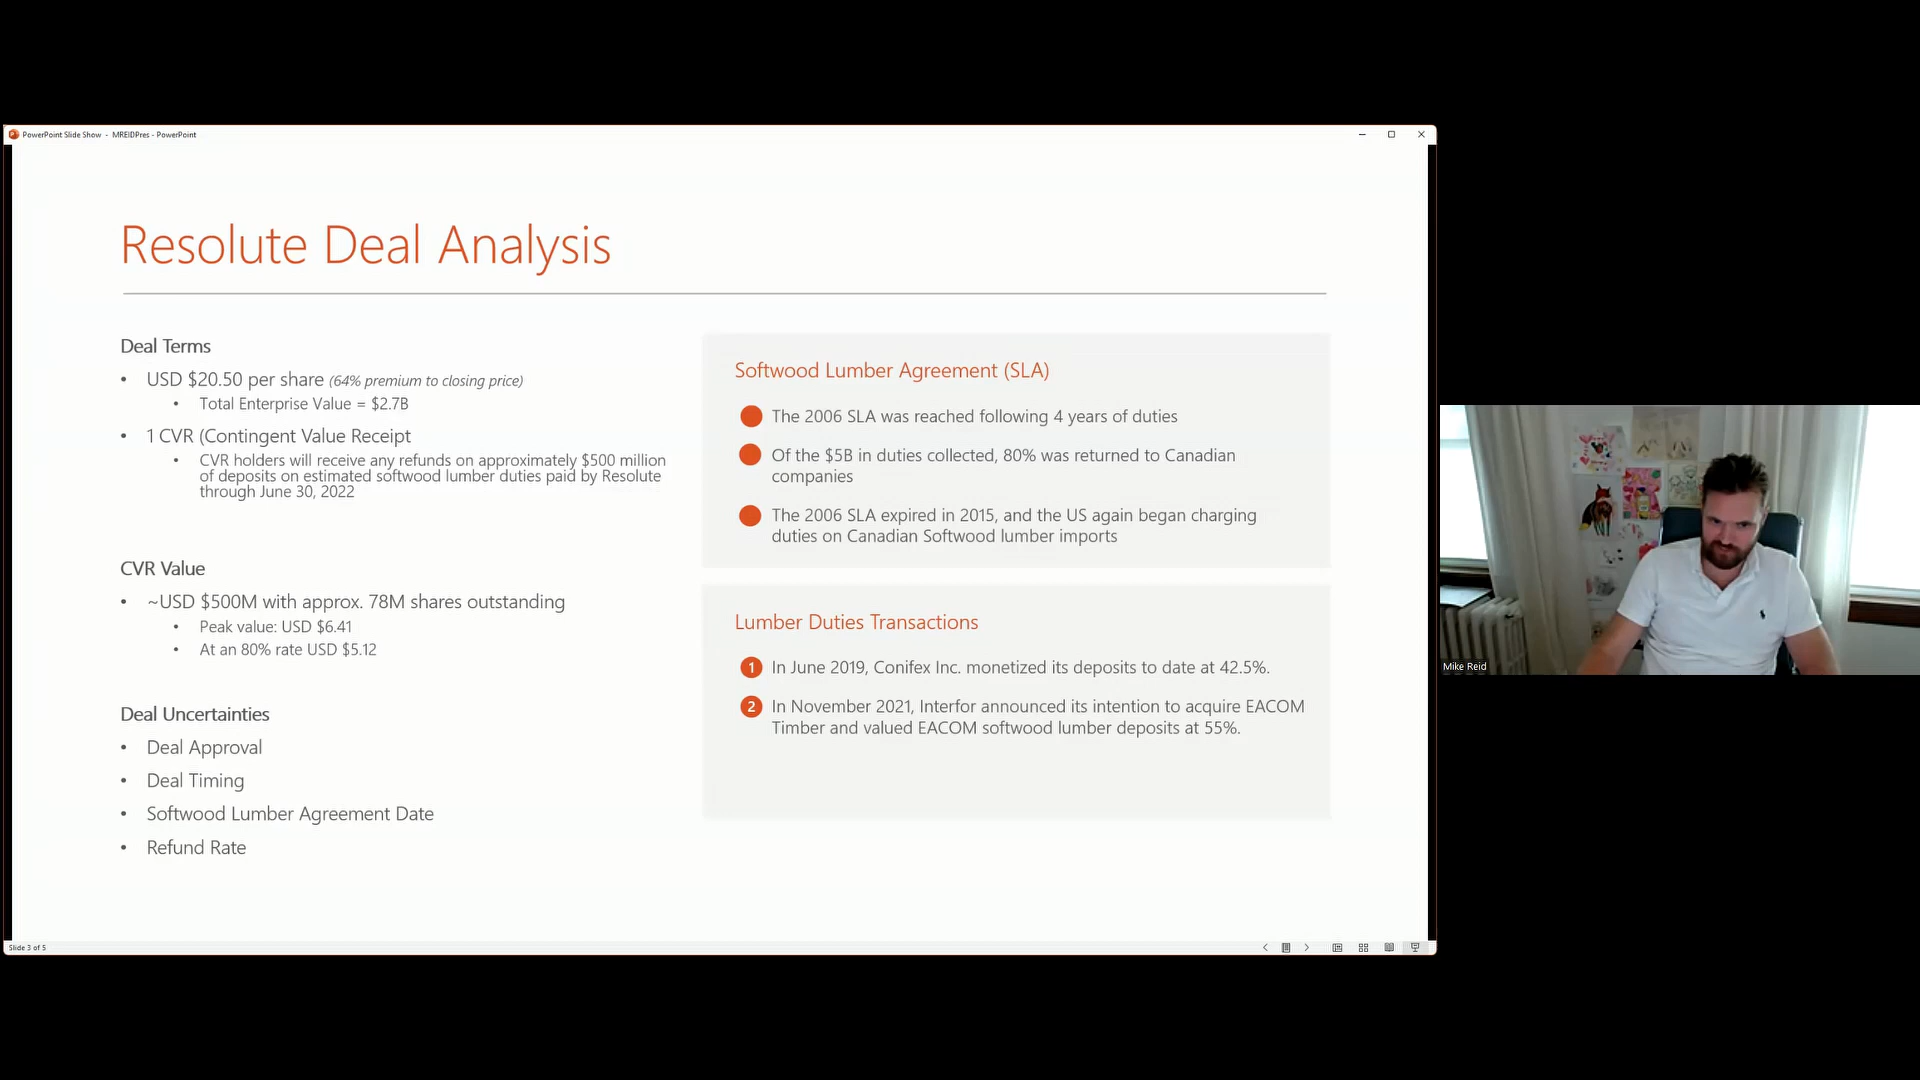 PowerPoint Slide Show - MREIDPres - PowerPoint
Resolute Deal Analysis
Deal Terms
• USD $20.50 per share (64% premium to closing price)
• Total Enterprise Value = $2.7B
• 1 CVR (Contingent Value Receipt
• CVR holders will receive any refunds on approximately $500 million
of deposits on estimated softwood lumber duties paid by Resolute
through June 30, 2022
CVR Value
• ~USD $500M with approx. 78M shares outstanding
• Peak value: USD $6.41
• At an 80% rate USD $5.12
Deal Uncertainties
• Deal Approval
• Deal Timing
• Softwood Lumber Agreement Date
• Refund Rate
Softwood Lumber Agreement (SLA)
The 2006 SLA was reached following 4 years of duties
Of the $5B in duties collected, 80% was returned to Canadian
companies
The 2006 SLA expired in 2015, and the US again began charging
duties on Canadian Softwood lumber imports
Lumber Duties Transactions
1 In June 2019, Conifex Inc. monetized its deposits to date at 42.5%.
2 In November 2021, Interfor announced its intention to acquire EACOM
Timber and valued EACOM softwood lumber deposits at 55%.
Mike Reid
Slide 3 of 5